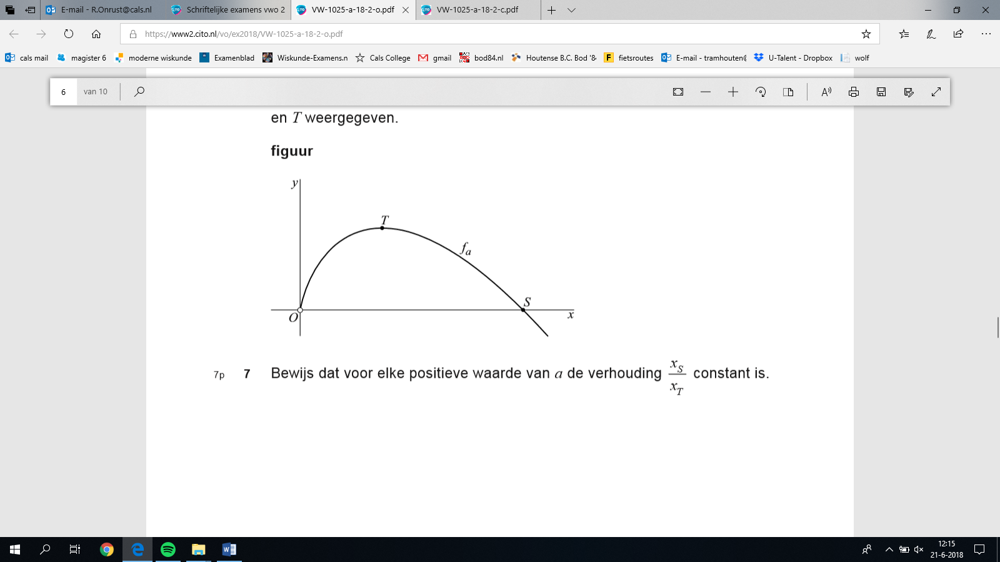 E-mail - R.Onrust@cals.nl
Schriftelijke examens vwo 2
VW-1025-a-18-2-o.pdf
VW-1025-a-18-2-c.pdf
https://www2.cito.nl/vo/ex2018/VW-1025-a-18-2-o.pdf
cals mail
magister 6
moderne wiskunde
Examenblad
Wiskunde-Examens.n
Cals College
gmail
bod84.nl
Houtense B.C. Bod '84
fietsroutes
E-mail - tramhouten
U-Talent - Dropbox
wolf
6 van 10
en T weergegeven.
figuur
y
T
f_a
S
O
x
7p 7 Bewijs dat voor elke positieve waarde van a de verhouding x_S/x_T constant is.
12:15
21-6-2018